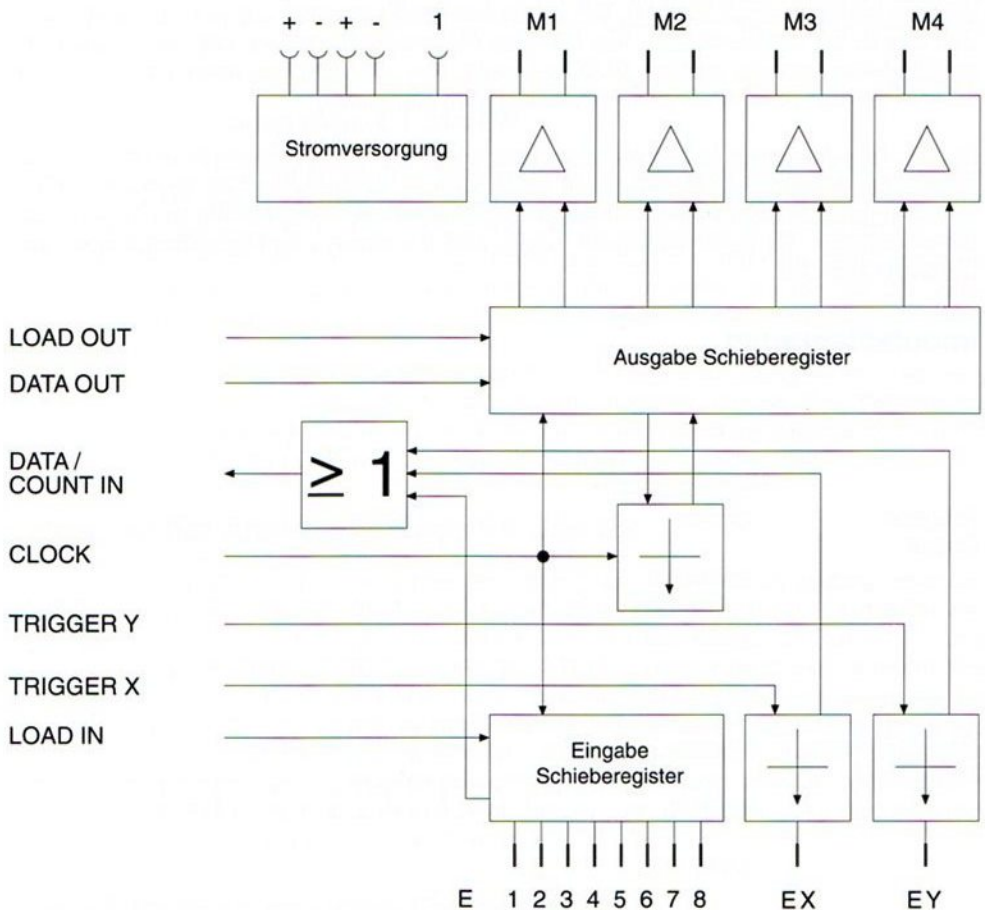 + - + - 1 M1 M2 M3 M4
Stromversorgung
LOAD OUT
Ausgabe Schieberegister
DATA OUT
DATA /
COUNT IN
≥ 1
CLOCK
TRIGGER Y
TRIGGER X
LOAD IN
Eingabe
Schieberegister
E 1 2 3 4 5 6 7 8 EX EY